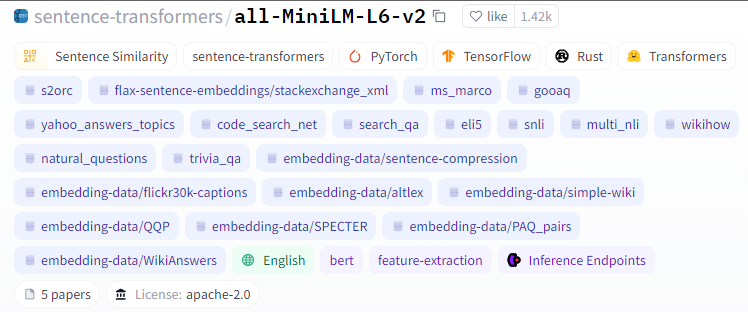 sentence-transformers/all-MiniLM-L6-v2 like 1.42k
Sentence Similarity sentence-transformers PyTorch TensorFlow Rust Transformers
s2orc flax-sentence-embeddings/stackexchange_xml ms_marco gooaq
yahoo_answers_topics code_search_net search_qa eli5 snli multi_nli wikihow
natural_questions trivia_qa embedding-data/sentence-compression
embedding-data/flickr30k-captions embedding-data/altlex embedding-data/simple-wiki
embedding-data/QQP embedding-data/SPECTER embedding-data/PAQ_pairs
embedding-data/WikiAnswers English bert feature-extraction Inference Endpoints
5 papers License: apache-2.0